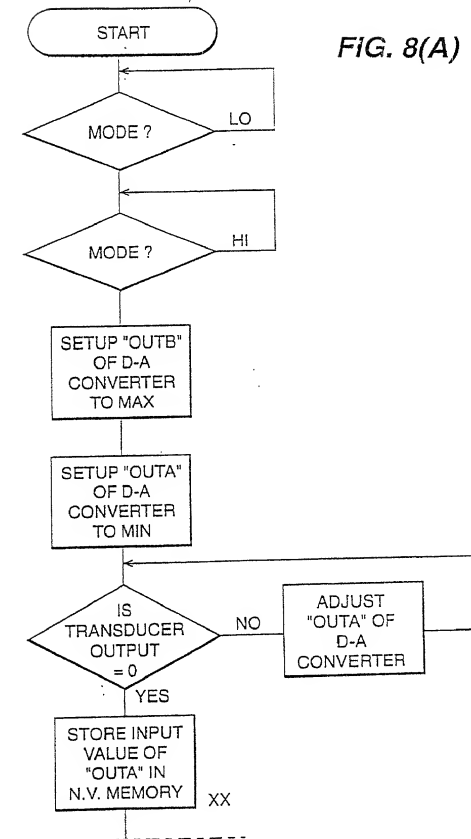 START
FIG. 8(A)
MODE ?
LO
MODE ?
HI
SETUP "OUTB"
OF D-A
CONVERTER
TO MAX
SETUP "OUTA"
OF D-A
CONVERTER
TO MIN
IS
TRANSDUCER
OUTPUT
= 0
NO
ADJUST
"OUTA" OF
D-A
CONVERTER
YES
STORE INPUT
VALUE OF
"OUTA" IN
N.V. MEMORY
XX